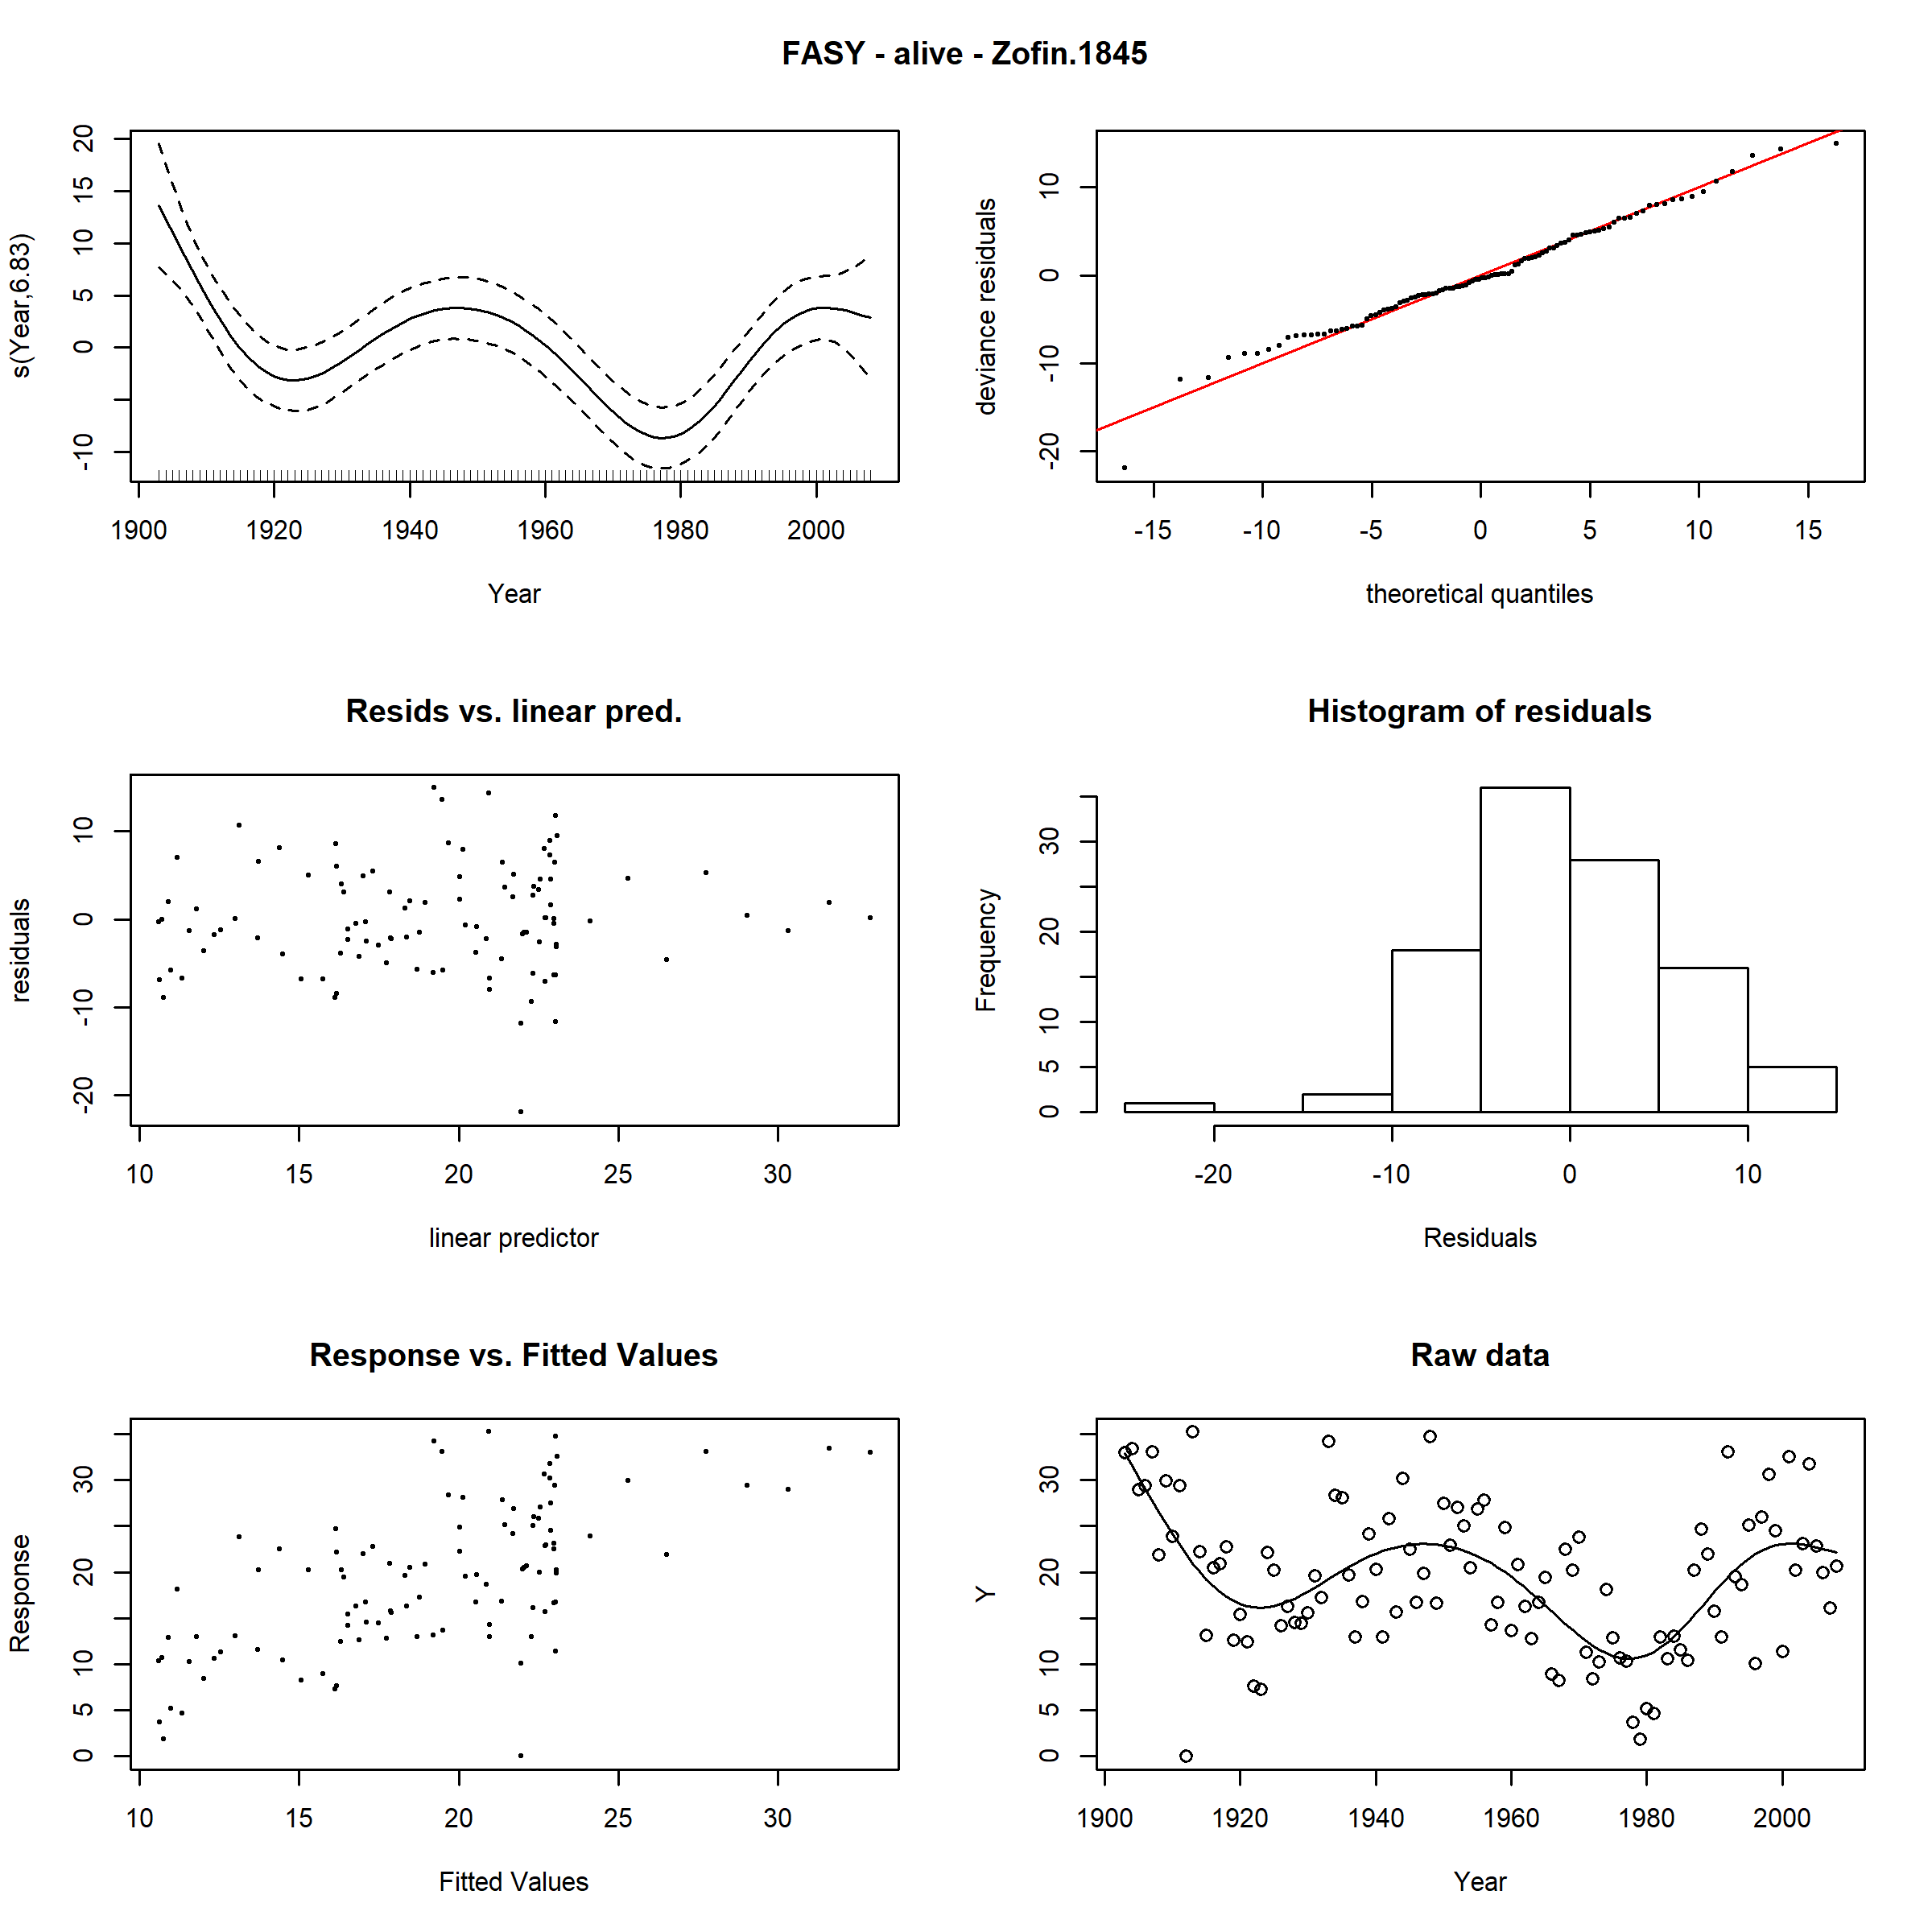 FASY - alive - Zofin.1845
s(Year,6.83)
20
15
10
5
0
-10
1900 1920 1940 1960 1980 2000
Year
deviance residuals
10
0
-10
-20
-15 -10 -5 0 5 10 15
theoretical quantiles
Resids vs. linear pred.
residuals
10
0
-10
-20
10 15 20 25 30
linear predictor
Histogram of residuals
Frequency
30
20
10
5
0
-20 -10 0 10
Residuals
Response vs. Fitted Values
Response
30
20
10
5
0
10 15 20 25 30
Fitted Values
Raw data
Y
30
20
10
5
0
1900 1920 1940 1960 1980 2000
Year